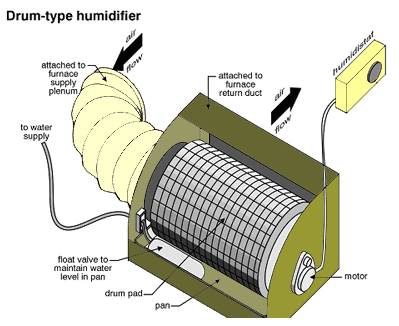 Drum-type humidifier
air
flow
attached to
furnace
supply
plenum
attached to
furnace
return duct
humidistat
air
flow
to water
supply
float valve to
maintain water
level in pan
drum pad
pan
motor